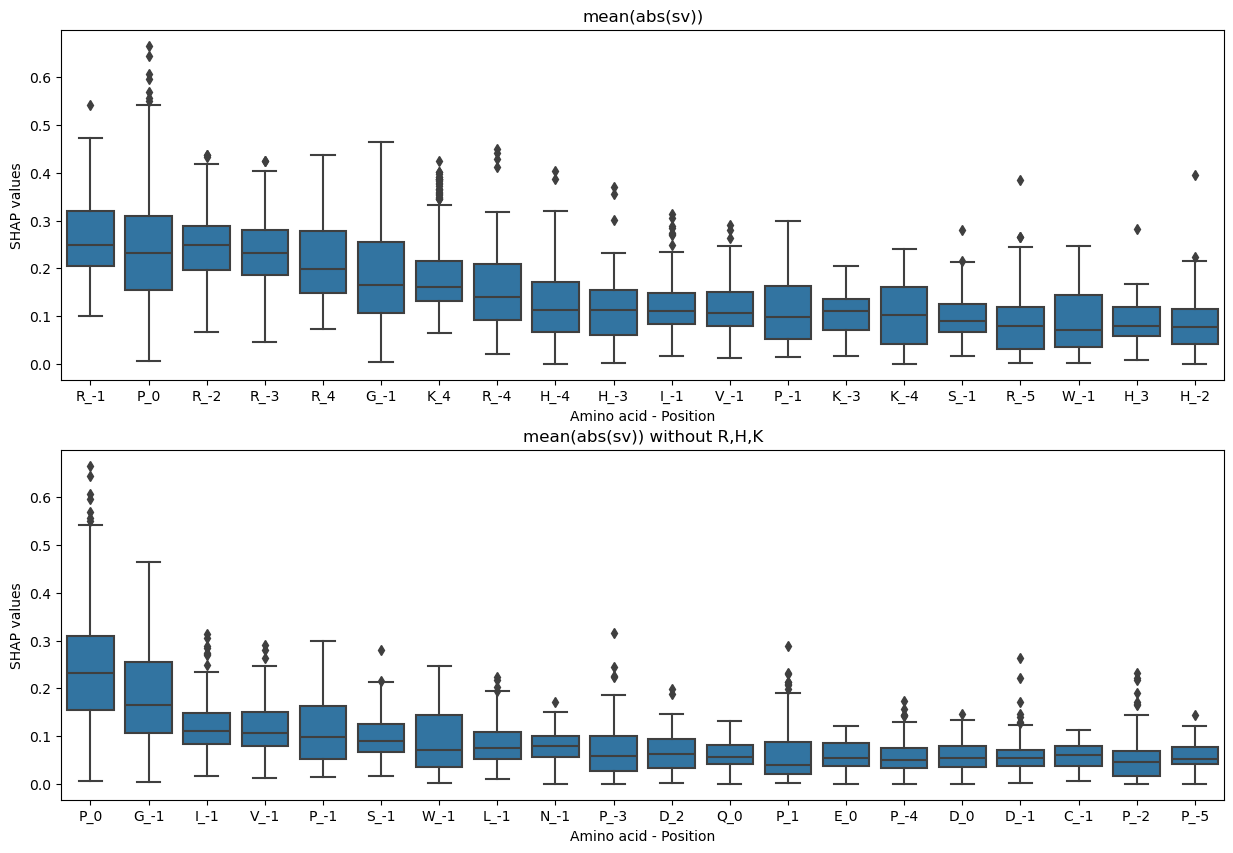 mean(abs(sv))
SHAP values
0.6
0.5
0.4
0.3
0.2
0.1
0.0
R_-1 P_0 R_-2 R_-3 R_4 G_-1 K_4 R_-4 H_-4 H_-3 I_-1 V_-1 P_-1 K_-3 K_-4 S_-1 R_-5 W_-1 H_3 H_-2
Amino acid - Position
mean(abs(sv)) without R,H,K
SHAP values
0.6
0.5
0.4
0.3
0.2
0.1
0.0
P_0 G_-1 I_-1 V_-1 P_-1 S_-1 W_-1 L_-1 N_-1 P_-3 D_2 Q_0 P_1 E_0 P_-4 D_0 D_-1 C_-1 P_-2 P_-5
Amino acid - Position